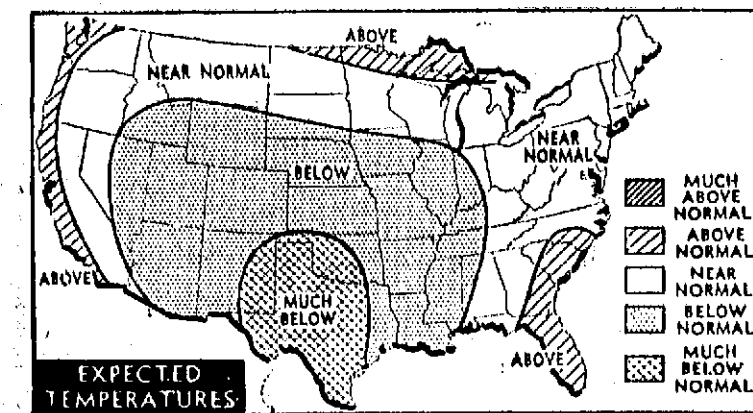 ABOVE
NEAR NORMAL
NEAR
NORMAL
BELOW
MUCH
BELOW
ABOVE
ABOVE
MUCH
ABOVE
NORMAL
ABOVE
NORMAL
NEAR
NORMAL
BELOW
NORMAL
MUCH
BELOW
NORMAL
EXPECTED
TEMPERATURES